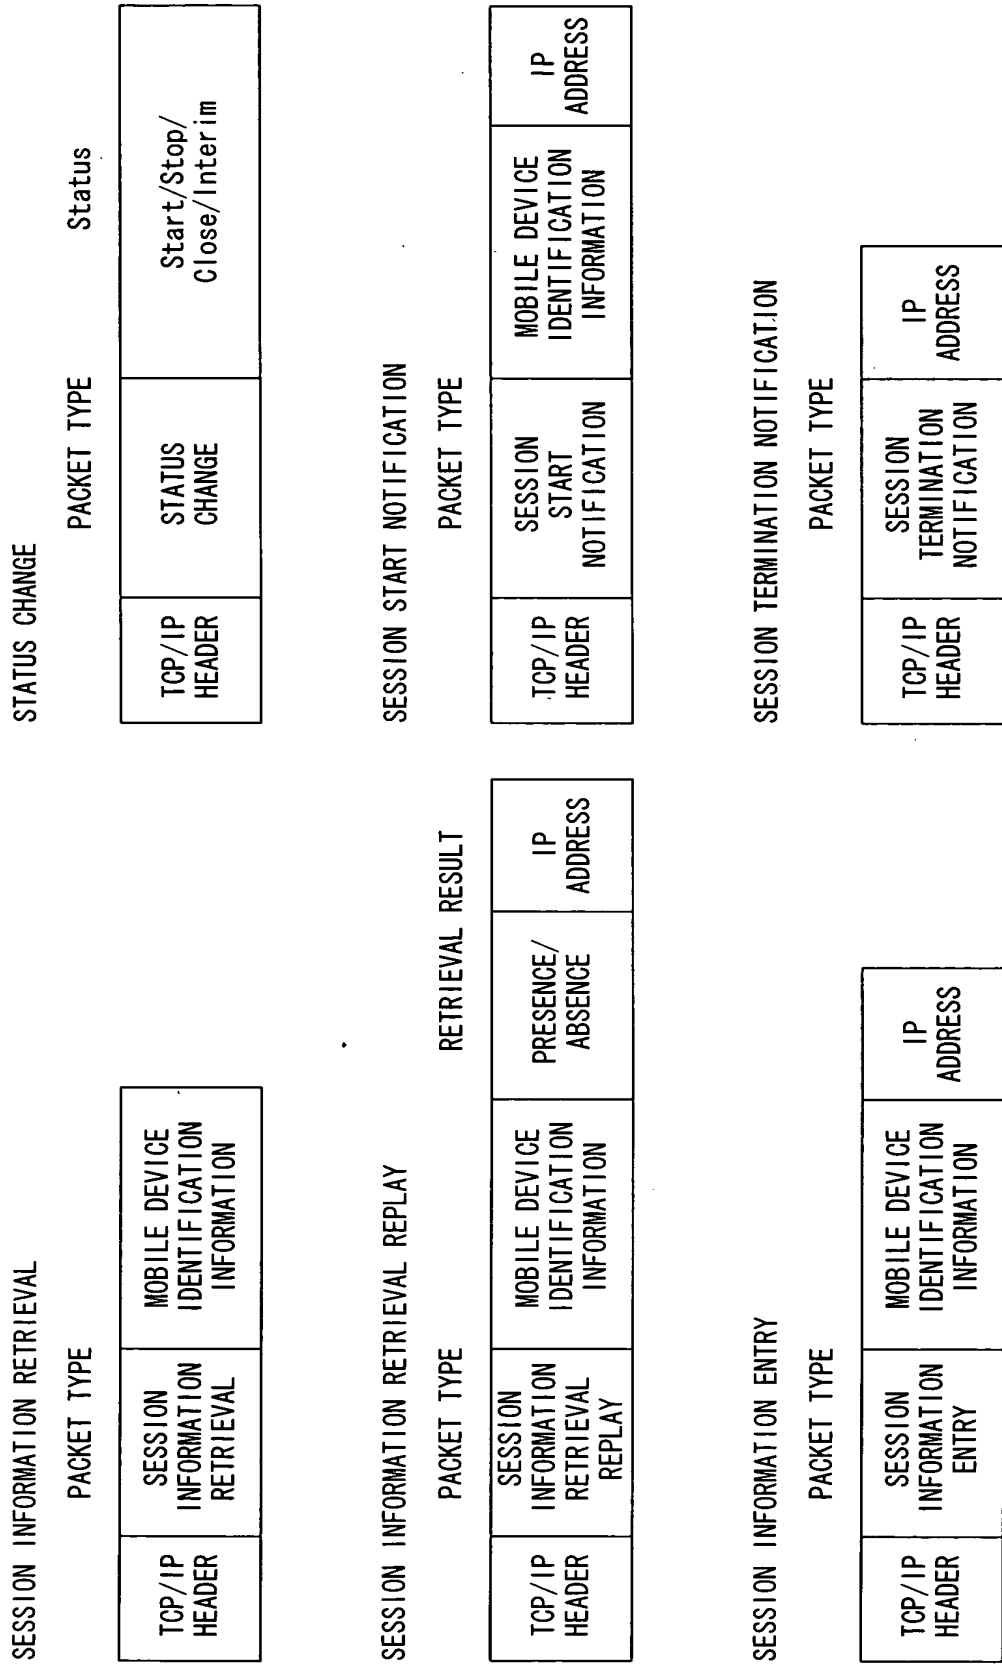 SESSION INFORMATION RETRIEVAL
PACKET TYPE
TCP/IP
HEADER
SESSION
INFORMATION
RETRIEVAL
MOBILE DEVICE
IDENTIFICATION
INFORMATION
SESSION INFORMATION RETRIEVAL REPLAY
PACKET TYPE
RETRIEVAL RESULT
TCP/IP
HEADER
SESSION
INFORMATION
RETRIEVAL
REPLAY
MOBILE DEVICE
IDENTIFICATION
INFORMATION
PRESENCE/
ABSENCE
IP
ADDRESS
SESSION INFORMATION ENTRY
PACKET TYPE
TCP/IP
HEADER
SESSION
INFORMATION
ENTRY
MOBILE DEVICE
IDENTIFICATION
INFORMATION
IP
ADDRESS
STATUS CHANGE
PACKET TYPE
Status
TCP/IP
HEADER
STATUS
CHANGE
Start/Stop/
Close/Interim
SESSION START NOTIFICATION
PACKET TYPE
TCP/IP
HEADER
SESSION
START
NOTIFICATION
MOBILE DEVICE
IDENTIFICATION
INFORMATION
IP
ADDRESS
SESSION TERMINATION NOTIFICATION
PACKET TYPE
TCP/IP
HEADER
SESSION
TERMINATION
NOTIFICATION
IP
ADDRESS